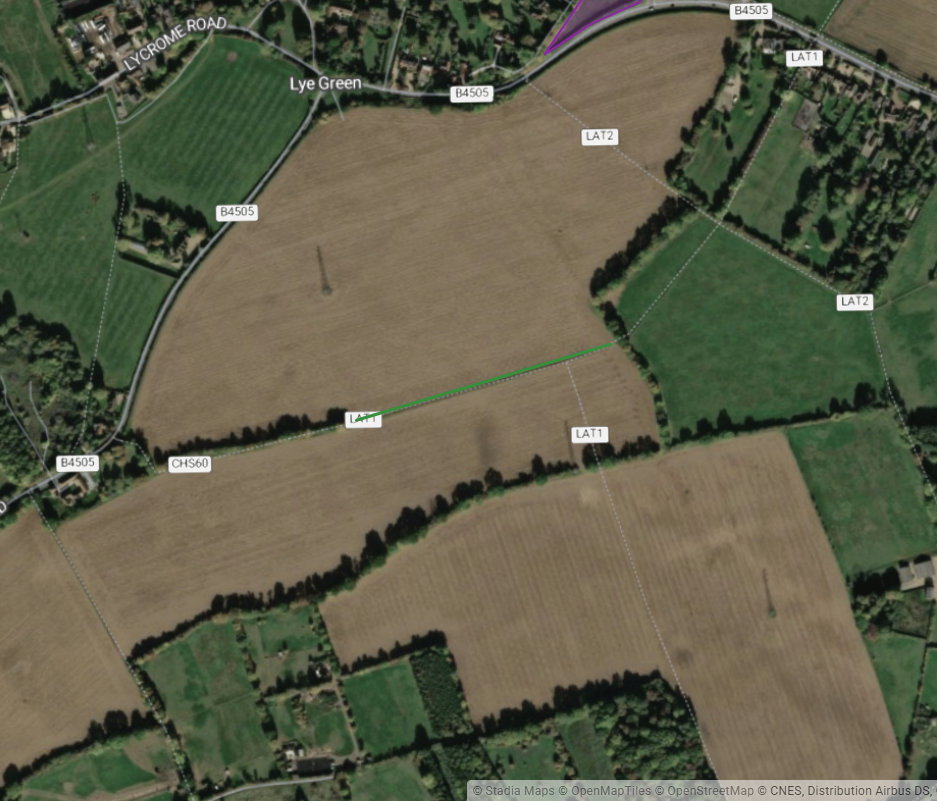 B4505
LYCROME ROAD
LAT1
Lye Green
B4505
LAT2
B4505
LAT2
LAT1
LAT1
B4505
CHS60
D
© Stadia Maps © OpenMapTiles © OpenStreetMap © CNES, Distribution Airbus DS,